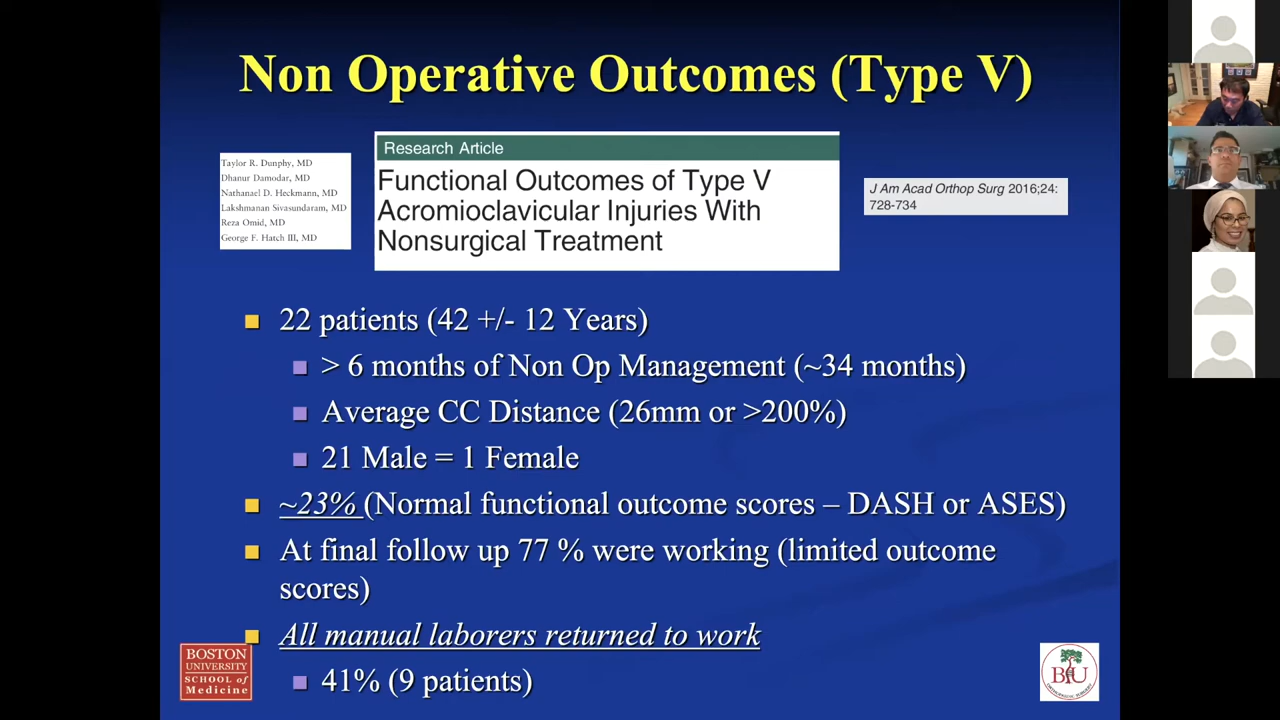 Non Operative Outcomes (Type V)
Taylor R. Dunphy, MD
Dhanur Damodar, MD
Nathanael D. Heckmann, MD
Lakshmanan Sivasundaram, MD
Reza Omid, MD
George F. Hatch III, MD
Research Article
Functional Outcomes of Type V
Acromioclavicular Injuries With
Nonsurgical Treatment
J Am Acad Orthop Surg 2016;24:
728-734
22 patients (42 +/- 12 Years)
> 6 months of Non Op Management (~34 months)
Average CC Distance (26mm or >200%)
21 Male = 1 Female
~23% (Normal functional outcome scores – DASH or ASES)
At final follow up 77 % were working (limited outcome
scores)
All manual laborers returned to work
41% (9 patients)
BOSTON
UNIVERSITY
SCHOOL of
Medicine
BU